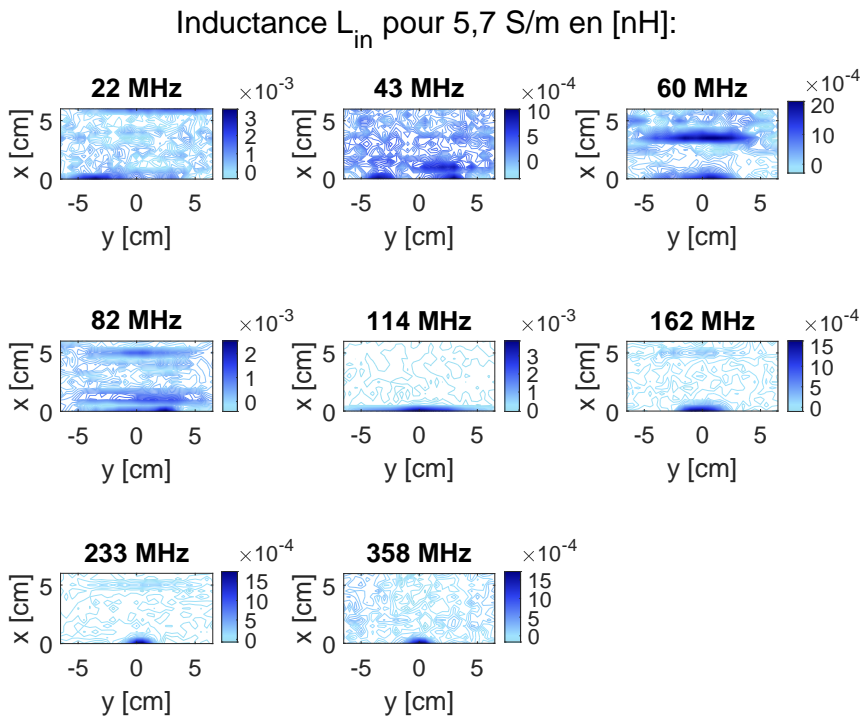 Inductance L_in pour 5,7 S/m en [nH]:
22 MHz
×10^-3
x [cm]
5
0
-5 0 5
y [cm]
3
2
1
0
43 MHz
×10^-4
x [cm]
5
0
-5 0 5
y [cm]
10
5
0
60 MHz
×10^-4
x [cm]
5
0
-5 0 5
y [cm]
20
10
0
82 MHz
×10^-3
x [cm]
5
0
-5 0 5
y [cm]
2
1
0
114 MHz
×10^-3
x [cm]
5
0
-5 0 5
y [cm]
3
2
1
0
162 MHz
×10^-4
x [cm]
5
0
-5 0 5
y [cm]
15
10
5
0
233 MHz
×10^-4
x [cm]
5
0
-5 0 5
y [cm]
15
10
5
0
358 MHz
×10^-4
x [cm]
5
0
-5 0 5
y [cm]
15
10
5
0